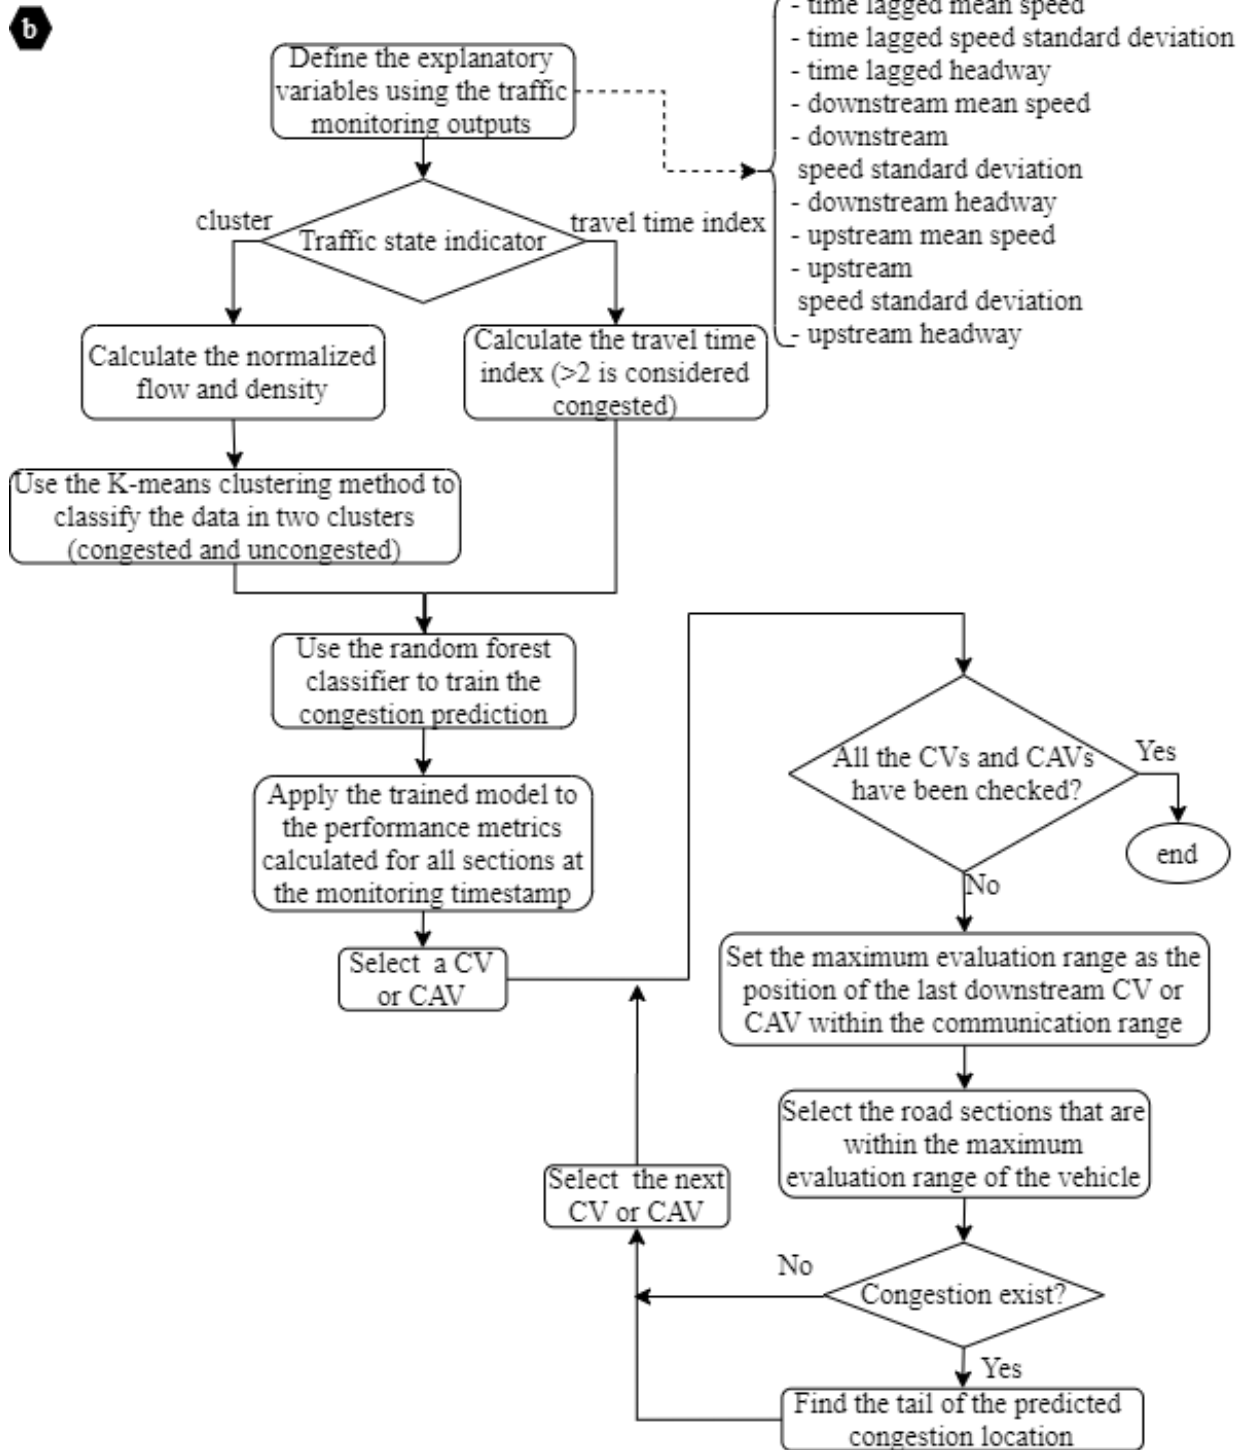 b
- time lagged mean speed
- time lagged speed standard deviation
- time lagged headway
- downstream mean speed
- downstream
speed standard deviation
- downstream headway
- upstream mean speed
- upstream
speed standard deviation
- upstream headway
Define the explanatory
variables using the traffic
monitoring outputs
cluster
Traffic state indicator
travel time index
Calculate the normalized
flow and density
Calculate the travel time
index (>2 is considered
congested)
Use the K-means clustering method to
classify the data in two clusters
(congested and uncongested)
Use the random forest
classifier to train the
congestion prediction
Apply the trained model to
the performance metrics
calculated for all sections at
the monitoring timestamp
Select a CV
or CAV
All the CVs and CAVs
have been checked?
Yes
end
No
Set the maximum evaluation range as the
position of the last downstream CV or
CAV within the communication range
Select the road sections that are
within the maximum
evaluation range of the vehicle
Select the next
CV or CAV
No
Congestion exist?
Yes
Find the tail of the predicted
congestion location